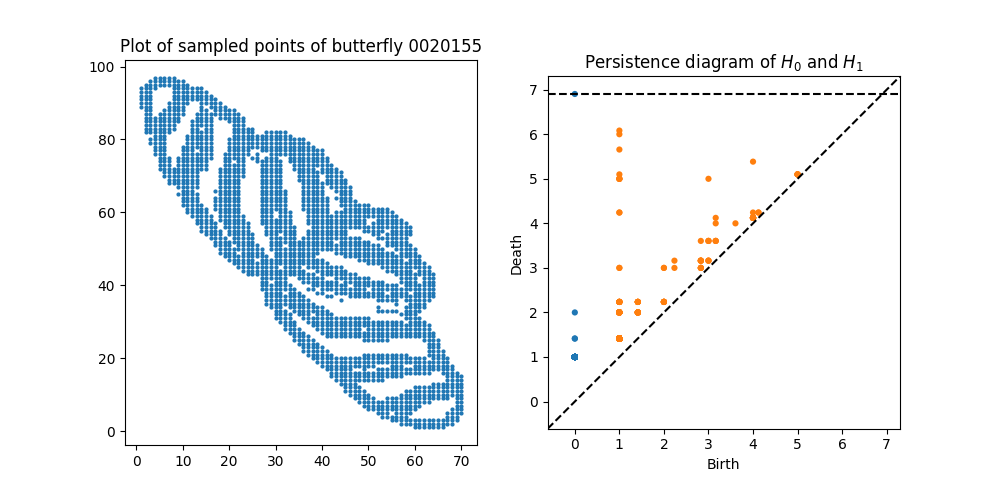 Plot of sampled points of butterfly 0020155
100
80
60
40
20
0
0 10 20 30 40 50 60 70
Persistence diagram of H₀ and H₁
7
6
5
4
3
2
1
0
Death
0 1 2 3 4 5 6 7
Birth